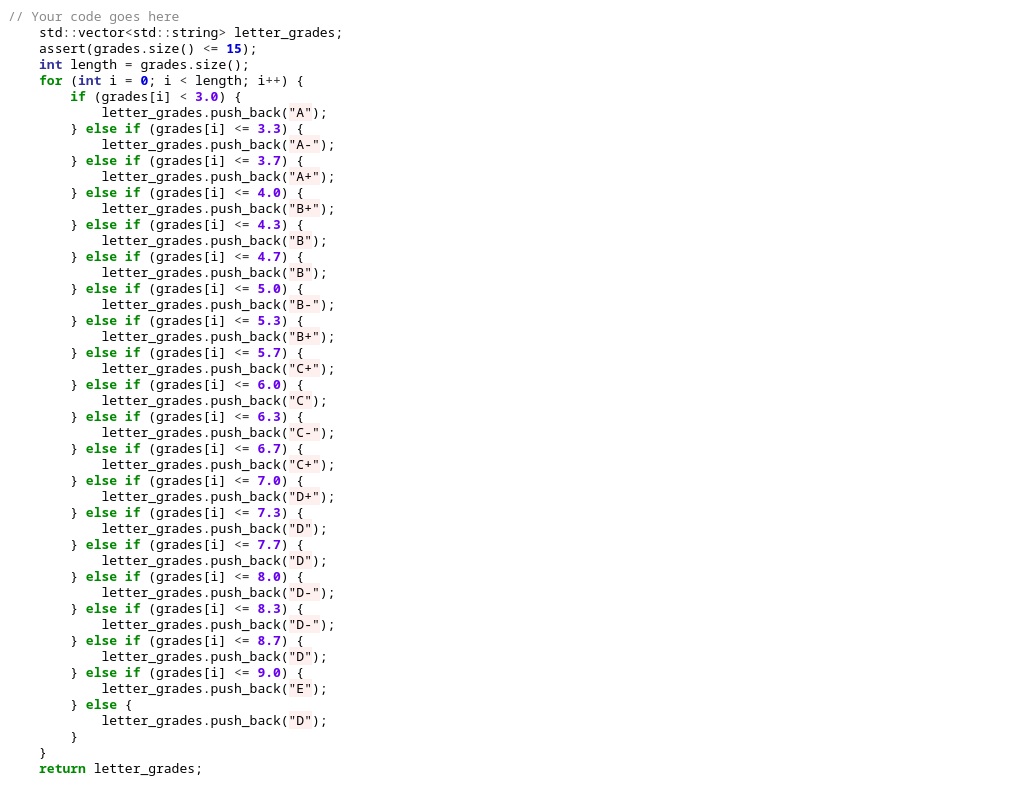 // Your code goes here
    std::vector<std::string> letter_grades;
    assert(grades.size() <= 15);
    int length = grades.size();
    for (int i = 0; i < length; i++) {
        if (grades[i] < 3.0) {
            letter_grades.push_back("A");
        } else if (grades[i] <= 3.3) {
            letter_grades.push_back("A-");
        } else if (grades[i] <= 3.7) {
            letter_grades.push_back("A+");
        } else if (grades[i] <= 4.0) {
            letter_grades.push_back("B+");
        } else if (grades[i] <= 4.3) {
            letter_grades.push_back("B");
        } else if (grades[i] <= 4.7) {
            letter_grades.push_back("B");
        } else if (grades[i] <= 5.0) {
            letter_grades.push_back("B-");
        } else if (grades[i] <= 5.3) {
            letter_grades.push_back("B+");
        } else if (grades[i] <= 5.7) {
            letter_grades.push_back("C+");
        } else if (grades[i] <= 6.0) {
            letter_grades.push_back("C");
        } else if (grades[i] <= 6.3) {
            letter_grades.push_back("C-");
        } else if (grades[i] <= 6.7) {
            letter_grades.push_back("C+");
        } else if (grades[i] <= 7.0) {
            letter_grades.push_back("D+");
        } else if (grades[i] <= 7.3) {
            letter_grades.push_back("D");
        } else if (grades[i] <= 7.7) {
            letter_grades.push_back("D");
        } else if (grades[i] <= 8.0) {
            letter_grades.push_back("D-");
        } else if (grades[i] <= 8.3) {
            letter_grades.push_back("D-");
        } else if (grades[i] <= 8.7) {
            letter_grades.push_back("D");
        } else if (grades[i] <= 9.0) {
            letter_grades.push_back("E");
        } else {
            letter_grades.push_back("D");
        }
    }
    return letter_grades;